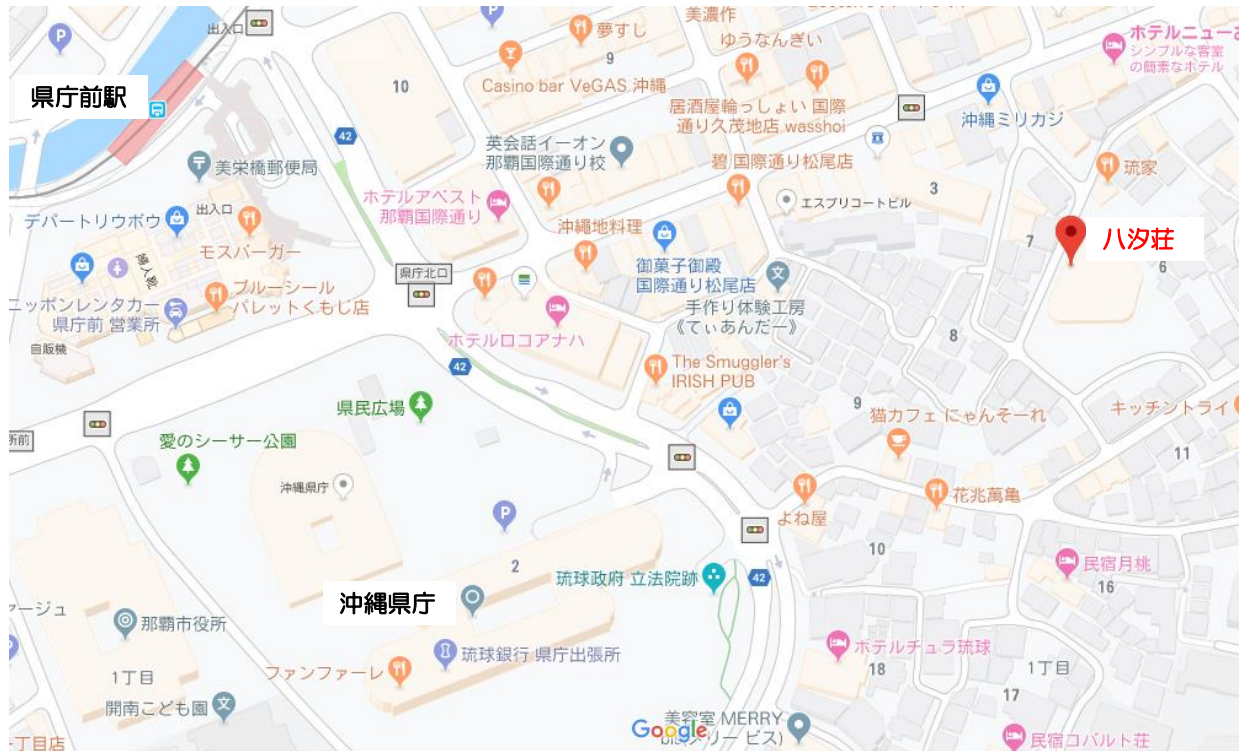 出入口
夢すし
美濃作
ゆうなんぎい
ホテルニューお
シンプルな客室
の簡素なホテル
県庁前駅
10
9
Casino bar VeGAS 沖縄
居酒屋輪っしょい 国際
通り久茂地店 wasshoi
沖縄ミリカジ
42
英会話イーオン
那覇国際通り校
美栄橋郵便局
碧 国際通り松尾店
琉家
3
ホテルアベスト
那覇国際通り
エスプリコートビル
出入口
デパートリウボウ
モスバーガー
沖縄地料理
7
八汐荘
6
婦人靴
県庁北口
御菓子御殿
国際通り松尾店
ブルーシール
パレットくもじ店
ニッポンレンタカー
県庁前 営業所
手作り体験工房
《てぃあんだー》
自販機
ホテルロコアナハ
8
42
The Smuggler's
IRISH PUB
県民広場
9
猫カフェ にゃんそーれ
キッチントライ
所前
愛のシーサー公園
11
沖縄県庁
花兆萬亀
よね屋
10
2
琉球政府 立法院跡
42
民宿月桃
16
沖縄県庁
那覇市役所
琉球銀行 県庁出張所
ホテルチュラ琉球
18
1丁目
ファンファーレ
1丁目
17
開南こども園
美容室 MERRY
Google
民宿コバルト荘